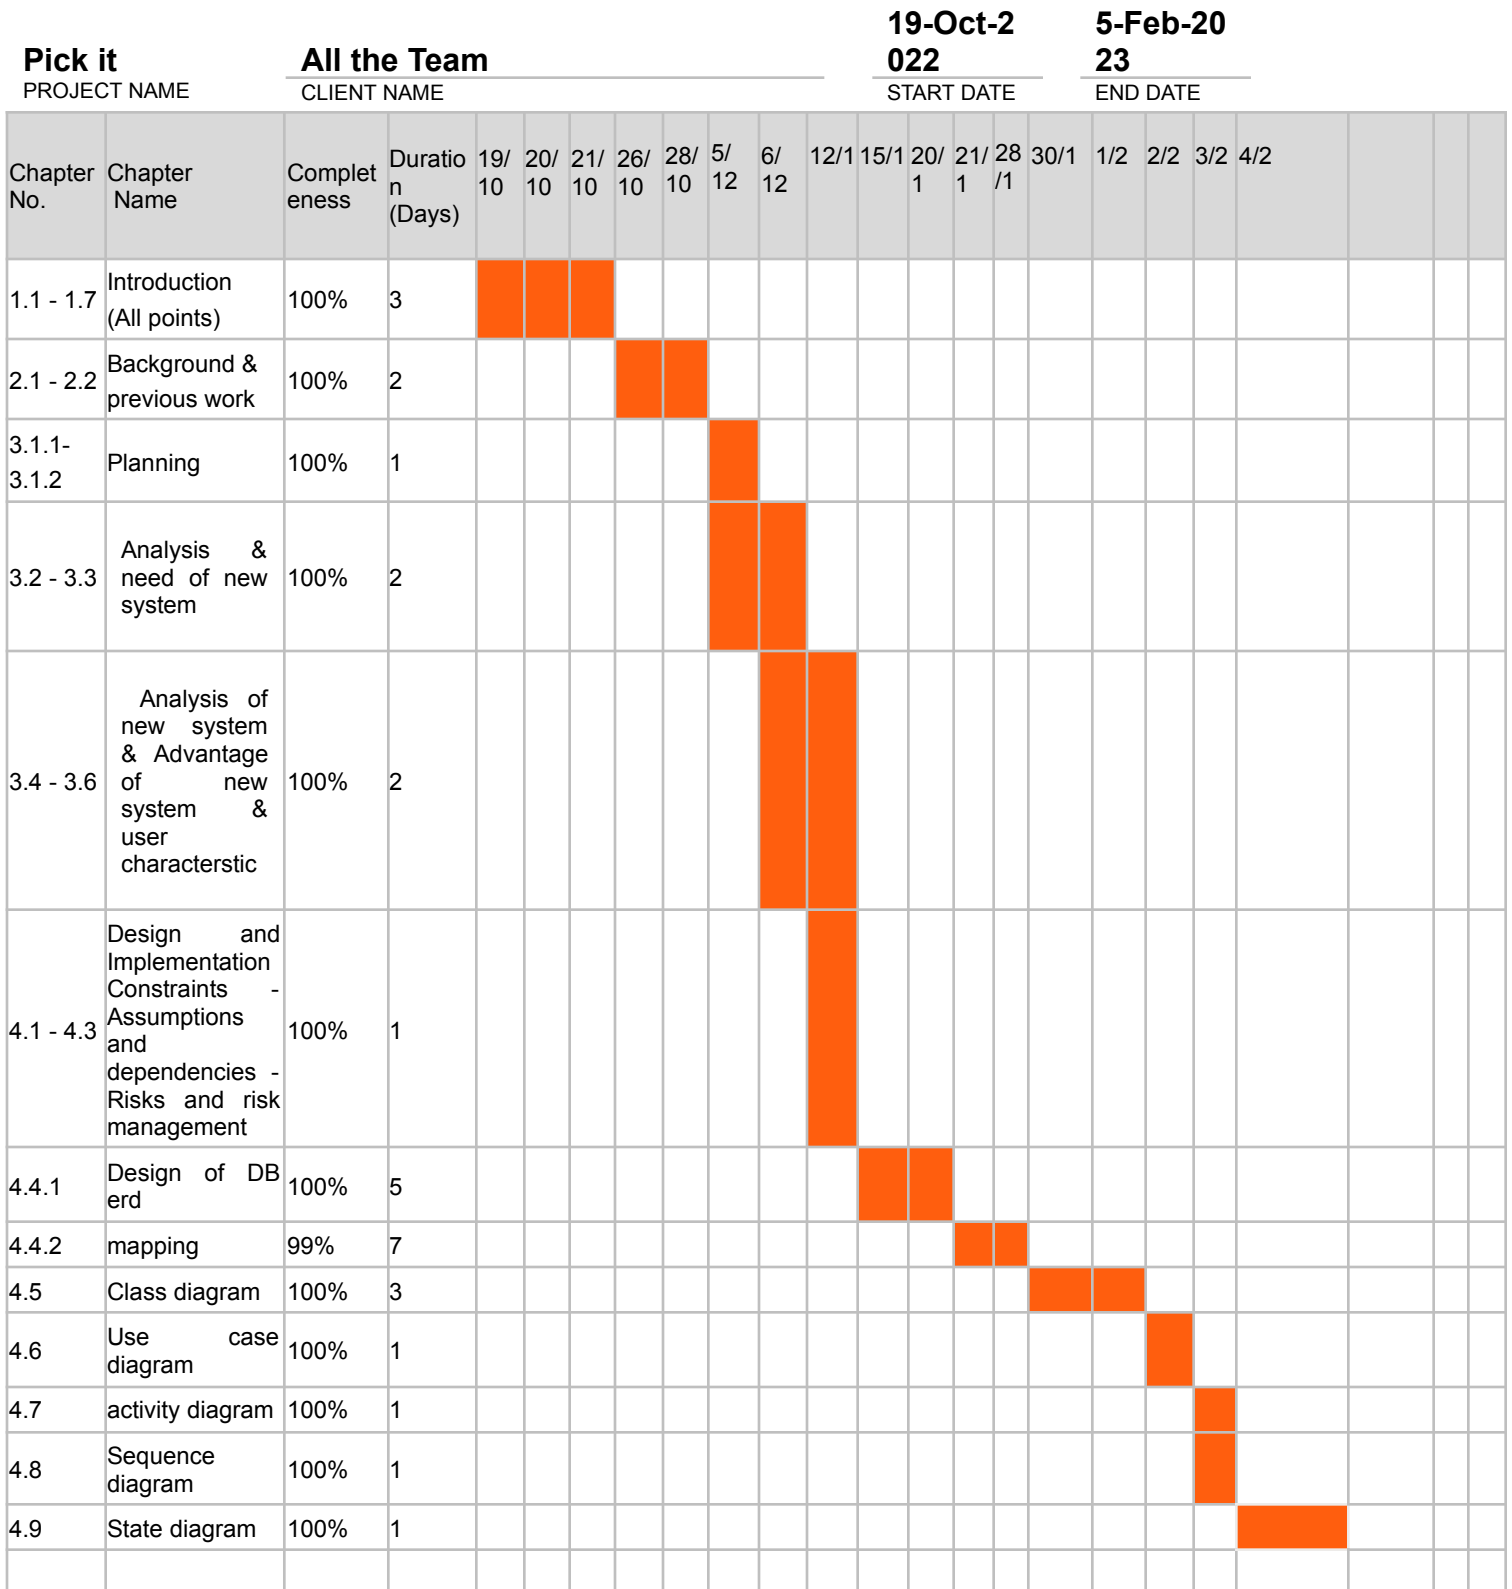 19-Oct-2 5-Feb-20
Pick it All the Team 022 23
PROJECT NAME CLIENT NAME START DATE END DATE
Chapter No. Chapter Name Complet eness Duratio n (Days) 19/ 10 20/ 10 21/ 10 26/ 10 28/ 10 5/ 12 6/ 12 12/1 15/1 20/ 1 21/ 1 28 /1 30/1 1/2 2/2 3/2 4/2
1.1 - 1.7 Introduction (All points) 100% 3
2.1 - 2.2 Background & previous work 100% 2
3.1.1- 3.1.2 Planning 100% 1
3.2 - 3.3 Analysis & need of new system 100% 2
3.4 - 3.6 Analysis of new system & Advantage of new system & user characterstic 100% 2
4.1 - 4.3 Design and Implementation Constraints - Assumptions and dependencies - Risks and risk management 100% 1
4.4.1 Design of DB erd 100% 5
4.4.2 mapping 99% 7
4.5 Class diagram 100% 3
4.6 Use case diagram 100% 1
4.7 activity diagram 100% 1
4.8 Sequence diagram 100% 1
4.9 State diagram 100% 1